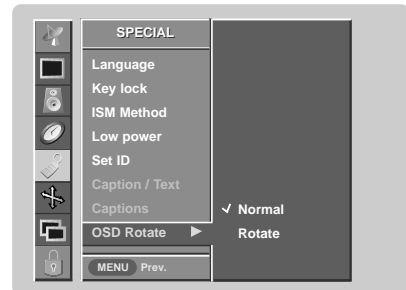 SPECIAL
Language
Key lock
ISM Method
Low power
Set ID
Caption / Text
Captions
OSD Rotate
✓ Normal
Rotate
MENU Prev.